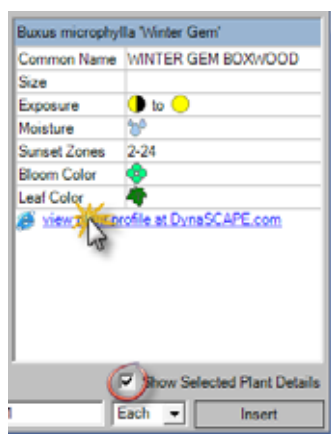 Buxus microphylla 'Winter Gem'
Common Name WINTER GEM BOXWOOD
Size
Exposure to
Moisture
Sunset Zones 2-24
Bloom Color
Leaf Color
view profile at DynaSCAPE.com
Show Selected Plant Details
Each Insert